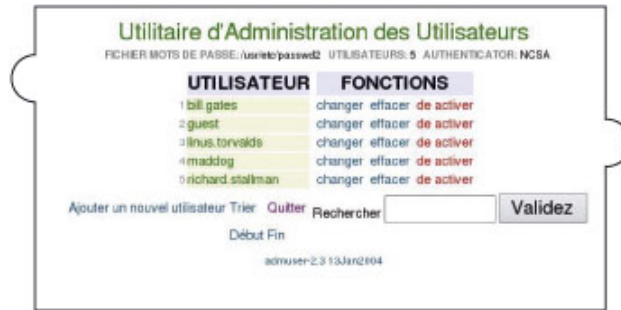 Utilitaire d'Administration des Utilisateurs
FICHIER MOTS DE PASSE: /usr/etc/passwd2 UTILISATEURS: 5 AUTHENTICATOR: NCSA
UTILISATEUR FONCTIONS
1 bill.gates changer effacer de activer
2 guest changer effacer de activer
3 linus.torvalds changer effacer de activer
4 maddog changer effacer de activer
5 richard.stallman changer effacer de activer
Ajouter un nouvel utilisateur Trier Quitter Rechercher Validez
Début Fin
admuser-2.3 13Jan2004